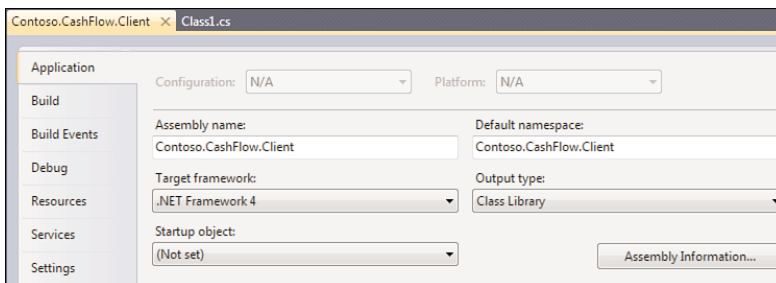 Contoso.CashFlow.Client Class1.cs
Application
Configuration: N/A Platform: N/A
Build
Assembly name: Default namespace:
Build Events
Contoso.CashFlow.Client Contoso.CashFlow.Client
Debug
Target framework: Output type:
Resources
.NET Framework 4 Class Library
Services
Startup object:
(Not set) Assembly Information...
Settings